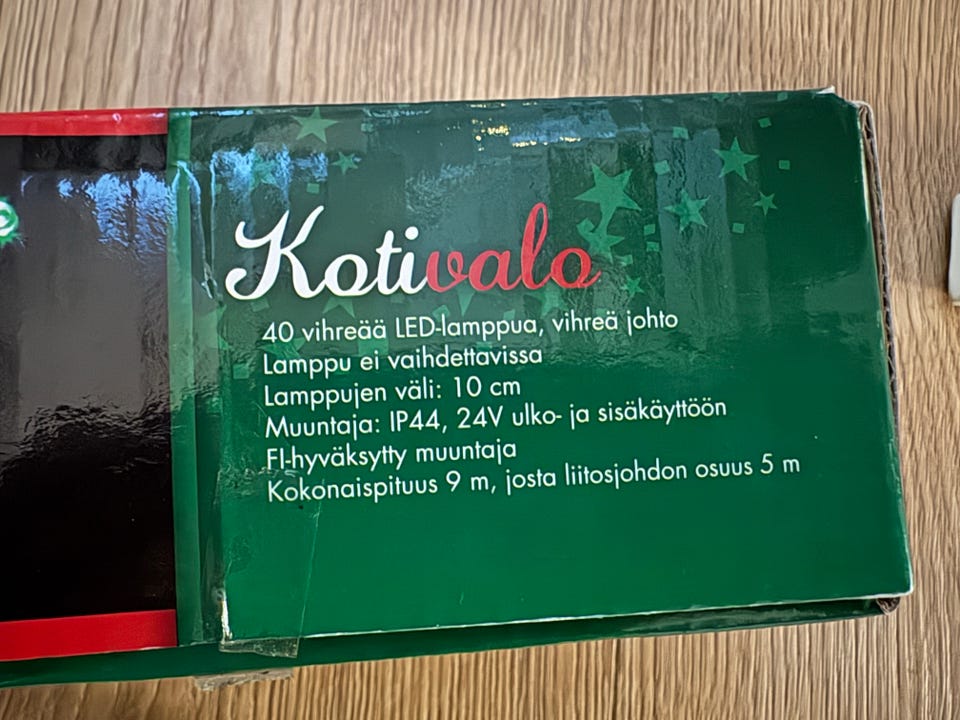 Kotivalo
40 vihreää LED-lamppua, vihreä johto
Lamppu ei vaihdettavissa
Lamppujen väli: 10 cm
Muuntaja: IP44, 24V ulko- ja sisäkäyttöön
FI-hyväksytty muuntaja
Kokonaispituus 9 m, josta liitosjohdon osuus 5 m